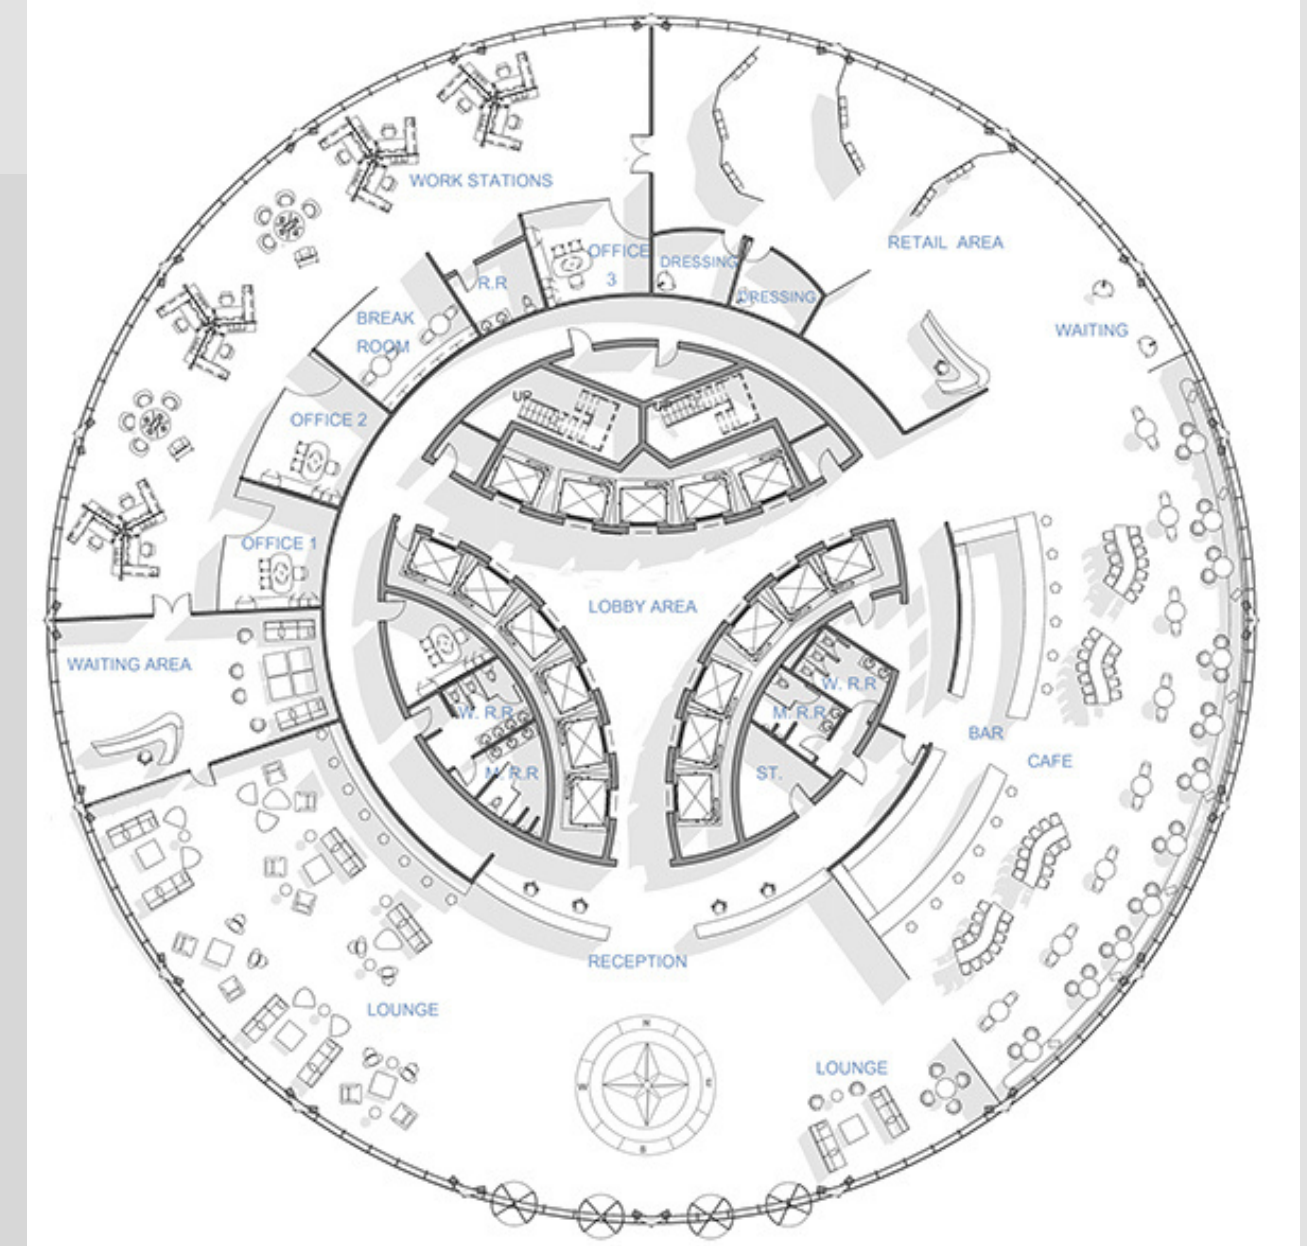 WORK STATIONS
RETAIL AREA
OFFICE
3
DRESSING
DRESSING
R.R
BREAK
ROOM
WAITING
OFFICE 2
UP
OFFICE 1
LOBBY AREA
WAITING AREA
W. R.R
M. R.R
W. R.R
M. R.R
ST.
BAR
CAFE
RECEPTION
LOUNGE
N
W
E
S
LOUNGE